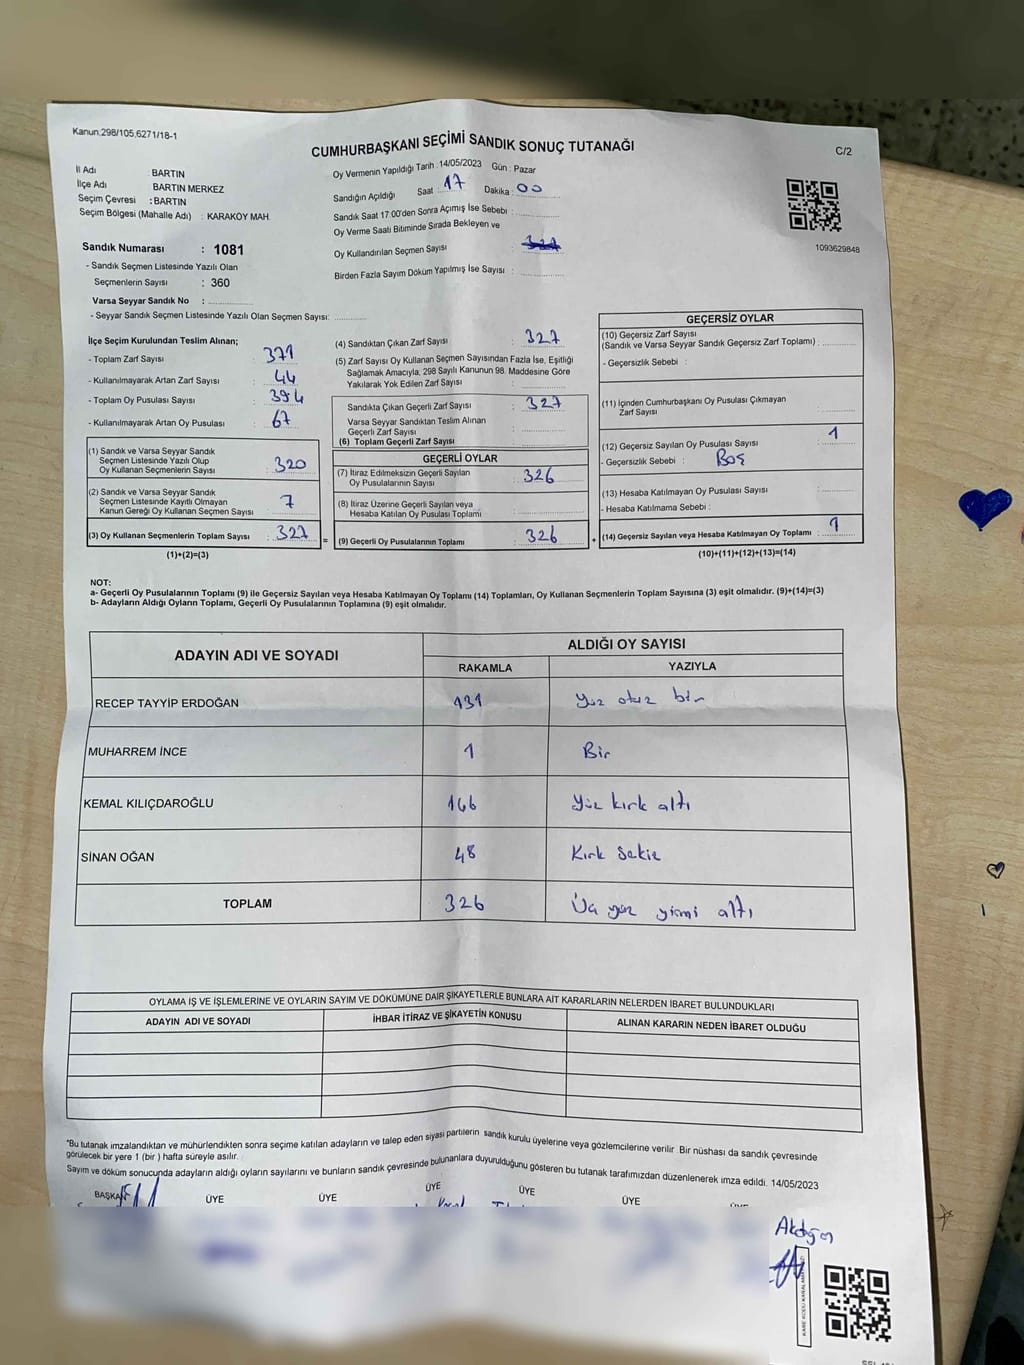 Kanun:298/105,6271/18-1
CUMHURBAŞKANI SEÇİMİ SANDIK SONUÇ TUTANAĞI
C/2
İl Adı : BARTIN
İlçe Adı BARTIN MERKEZ
Seçim Çevresi : BARTIN
Seçim Bölgesi (Mahalle Adı) : KARAKÖY MAH.
Sandık Numarası : 1081
- Sandık Seçmen Listesinde Yazılı Olan
Seçmenlerin Sayısı : 360
Varsa Seyyar Sandık No :
- Seyyar Sandık Seçmen Listesinde Yazılı Olan Seçmen Sayısı:
Oy Vermenin Yapıldığı Tarih : 14/05/2023 Gün : Pazar
Sandığın Açıldığı Saat : 17 Dakika : 00
Sandık Saat 17.00'den Sonra Açımış İse Sebebi :
Oy Verme Saati Bitiminde Sırada Bekleyen ve
Oy Kullandırılan Seçmen Sayısı
Birden Fazla Sayım Döküm Yapılmış İse Sayısı :
1093629848
İlçe Seçim Kurulundan Teslim Alınan;
- Toplam Zarf Sayısı : 371
- Kullanılmayarak Artan Zarf Sayısı : 44
- Toplam Oy Pusulası Sayısı : 394
- Kullanılmayarak Artan Oy Pusulası : 67
(1) Sandık ve Varsa Seyyar Sandık
Seçmen Listesinde Yazılı Olup
Oy Kullanan Seçmenlerin Sayısı : 320
(2) Sandık ve Varsa Seyyar Sandık
Seçmen Listesinde Kayıtlı Olmayan
Kanun Gereği Oy Kullanan Seçmen Sayısı : 7
(3) Oy Kullanan Seçmenlerin Toplam Sayısı : 327
(1)+(2)=(3)
(4) Sandıktan Çıkan Zarf Sayısı : 327
(5) Zarf Sayısı Oy Kullanan Seçmen Sayısından Fazla İse, Eşitliği
Sağlamak Amacıyla, 298 Sayılı Kanunun 98. Maddesine Göre
Yakılarak Yok Edilen Zarf Sayısı :
Sandıkta Çıkan Geçerli Zarf Sayısı : 327
Varsa Seyyar Sandıktan Teslim Alınan
Geçerli Zarf Sayısı :
(6) Toplam Geçerli Zarf Sayısı :
GEÇERLİ OYLAR
(7) İtiraz Edilmeksizin Geçerli Sayılan
Oy Pusulalarının Sayısı : 326
(8) İtiraz Üzerine Geçerli Sayılan veya
Hesaba Katılan Oy Pusulası Toplamı :
= (9) Geçerli Oy Pusulalarının Toplamı : 326
GEÇERSİZ OYLAR
(10) Geçersiz Zarf Sayısı
(Sandık ve Varsa Seyyar Sandık Geçersiz Zarf Toplamı) :
- Geçersizlik Sebebi :
(11) İçinden Cumhurbaşkanı Oy Pusulası Çıkmayan
Zarf Sayısı :
(12) Geçersiz Sayılan Oy Pusulası Sayısı : 1
- Geçersizlik Sebebi : Boş
(13) Hesaba Katılmayan Oy Pusulası Sayısı :
- Hesaba Katılmama Sebebi :
+ (14) Geçersiz Sayılan veya Hesaba Katılmayan Oy Toplamı : 1
(10)+(11)+(12)+(13)=(14)
NOT:
a- Geçerli Oy Pusulalarının Toplamı (9) ile Geçersiz Sayılan veya Hesaba Katılmayan Oy Toplamı (14) Toplamları, Oy Kullanan Seçmenlerin Toplam Sayısına (3) eşit olmalıdır. (9)+(14)=(3)
b- Adayların Aldığı Oyların Toplamı, Geçerli Oy Pusulalarının Toplamına (9) eşit olmalıdır.
ADAYIN ADI VE SOYADI
ALDIĞI OY SAYISI
RAKAMLA YAZIYLA
RECEP TAYYİP ERDOĞAN 131 Yüz otuz bir
MUHARREM İNCE 1 Bir
KEMAL KILIÇDAROĞLU 146 Yüz kırk altı
SİNAN OĞAN 48 Kırk Sekiz
TOPLAM 326 Üç yüz yirmi altı
OYLAMA İŞ VE İŞLEMLERİNE VE OYLARIN SAYIM VE DÖKÜMÜNE DAİR ŞİKAYETLERLE BUNLARA AİT KARARLARIN NELERDEN İBARET BULUNDUKLARI
ADAYIN ADI VE SOYADI İHBAR İTİRAZ VE ŞİKAYETİN KONUSU ALINAN KARARIN NEDEN İBARET OLDUĞU
"Bu tutanak imzalandıktan ve mühürlendikten sonra seçime katılan adayların ve talep eden siyasi partilerin sandık kurulu üyelerine veya gözlemcilerine verilir Bir nüshası da sandık çevresinde
görülecek bir yere 1 (bir ) hafta süreyle asılır.
Sayım ve döküm sonucunda adayların aldığı oyların sayılarını ve bunların sandık çevresinde bulunanlara duyurulduğunu gösteren bu tutanak tarafımızdan düzenlenerek imza edildi. 14/05/2023
BAŞKAN ÜYE ÜYE ÜYE ÜYE ÜYE